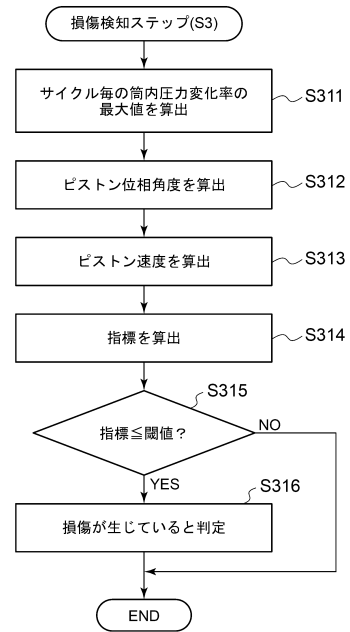 損傷検知ステップ(S3)
サイクル毎の筒内圧力変化率の
最大値を算出
S311
ピストン位相角度を算出
S312
ピストン速度を算出
S313
指標を算出
S314
指標≦閾値？
S315
NO
YES
損傷が生じていると判定
S316
END